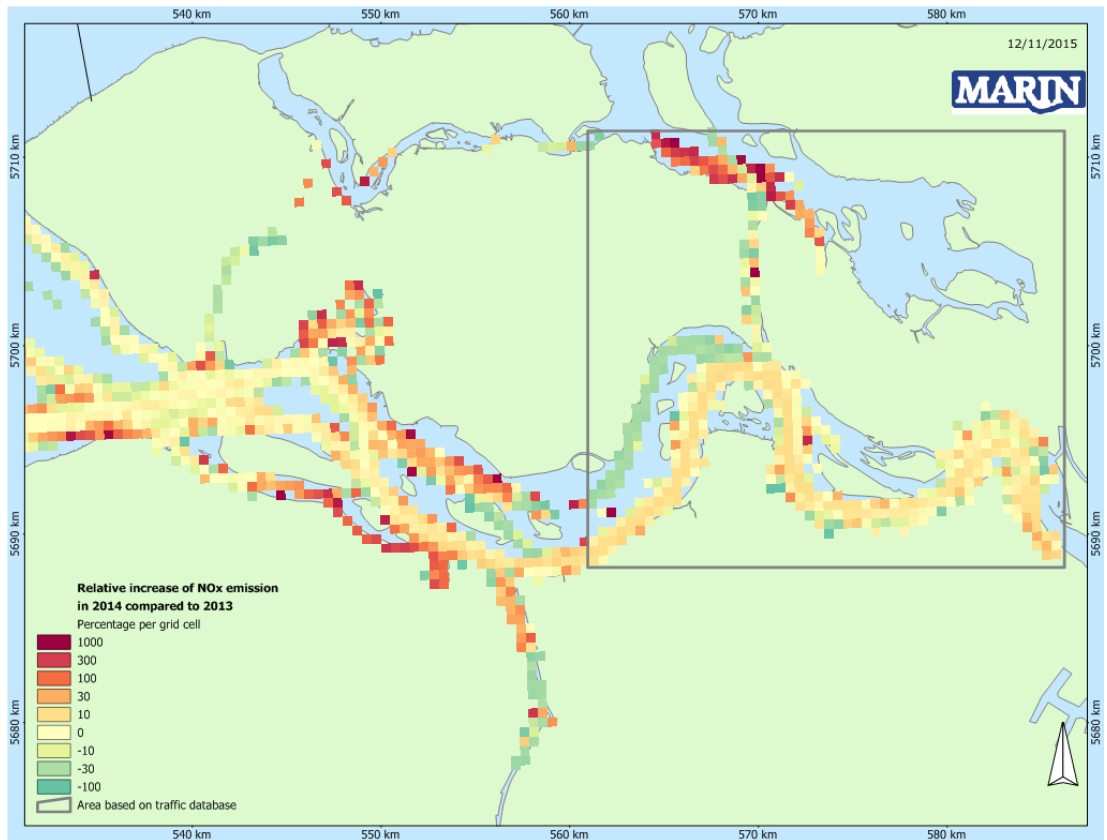 540 km
550 km
560 km
570 km
580 km
12/11/2015
MARIN
5710 km
5710 km
5700 km
5700 km
5690 km
5690 km
5680 km
5680 km
Relative increase of NOx emission
in 2014 compared to 2013
Percentage per grid cell
1000
300
100
30
10
0
-10
-30
-100
Area based on traffic database
540 km
550 km
560 km
570 km
580 km